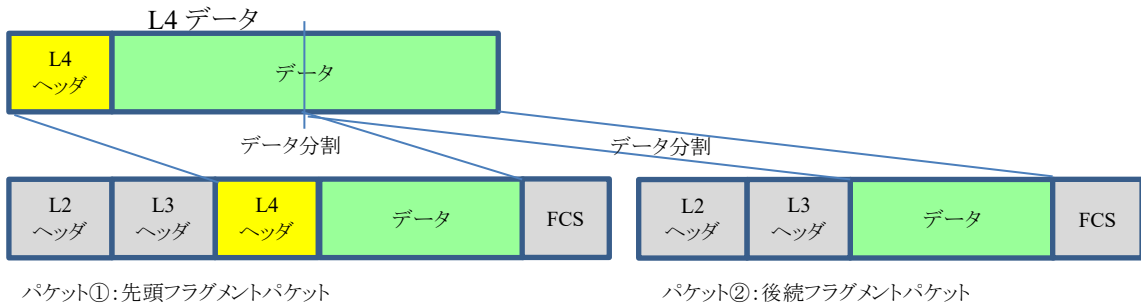 L4 データ
L4
ヘッダ
データ
データ分割
データ分割
L2
ヘッダ
L3
ヘッダ
L4
ヘッダ
データ
FCS
L2
ヘッダ
L3
ヘッダ
データ
FCS
パケット①:先頭フラグメントパケット
パケット②:後続フラグメントパケット